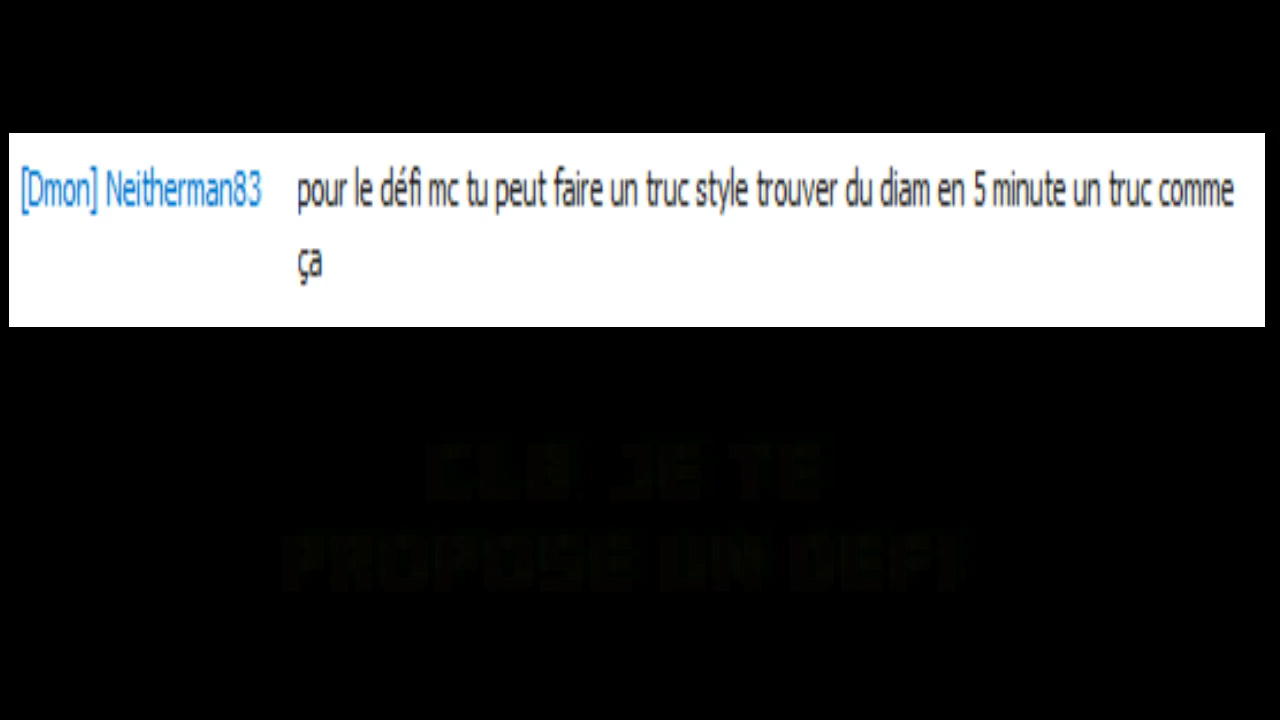 [Dmon] Neitherman83 pour le défi mc tu peut faire un truc style trouver du diam en 5 minute un truc comme
ça
JE TE
PROPOSE UN DEFI